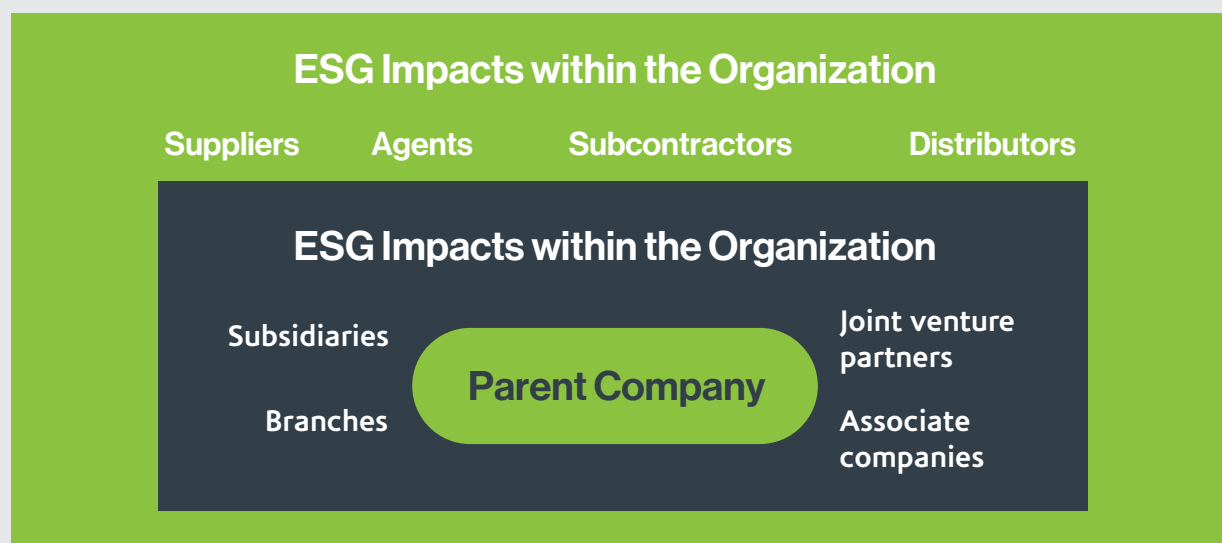 ESG Impacts within the Organization
Suppliers Agents Subcontractors Distributors
ESG Impacts within the Organization
Subsidiaries
Branches
Parent Company
Joint venture
partners
Associate
companies